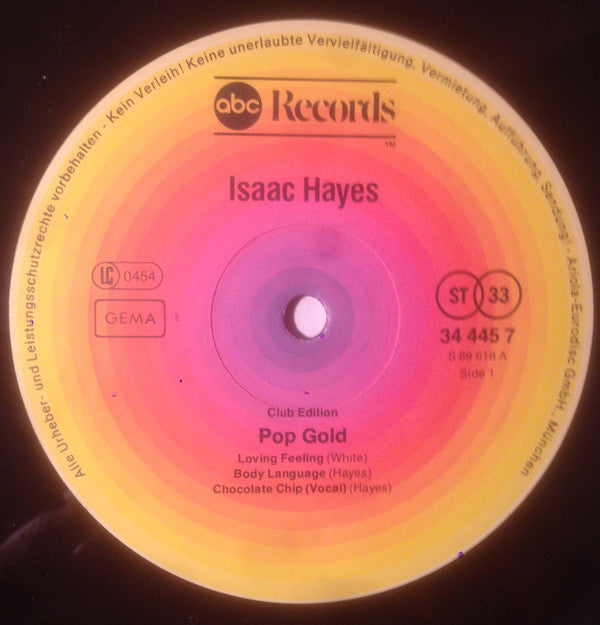 Alle Urheber- und Leistungsschutzrechte vorbehalten - Kein Verleih! Keine unerlaubte Vervielfältigung, Vermietung, Aufführung, Sendung! - Ariola-Eurodisc GmbH., München
abc Records
TM
Isaac Hayes
LC 0454
GEMA
ST 33
34 445 7
S 89 618 A
Side 1
Club Edition
Pop Gold
Loving Feeling (White)
Body Language (Hayes)
Chocolate Chip (Vocal) (Hayes)